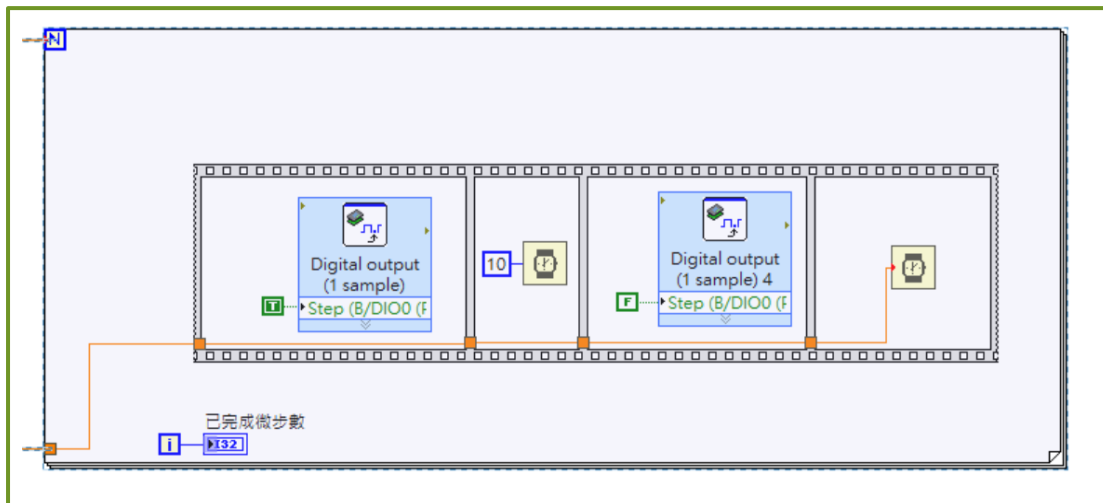 N
Digital output
(1 sample)
T
Step (B/DIO0 (F
10
Digital output
(1 sample) 4
F
Step (B/DIO0 (F
已完成微步數
i
I32